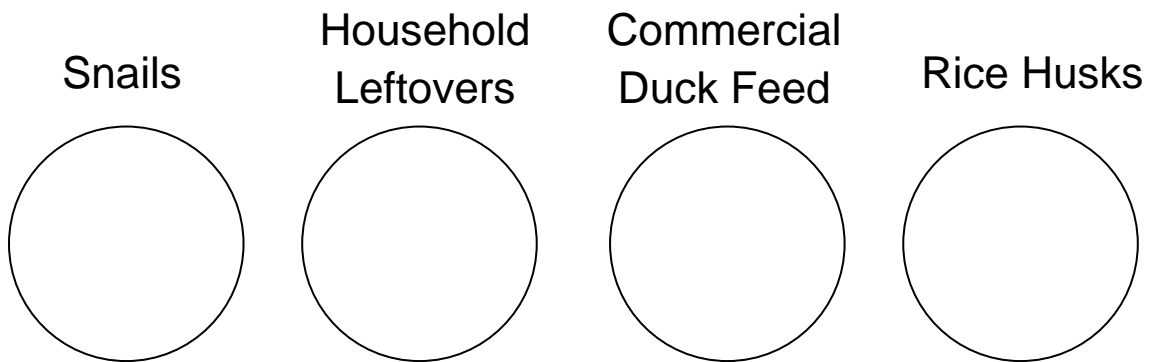 Snails
Household
Leftovers
Commercial
Duck Feed
Rice Husks